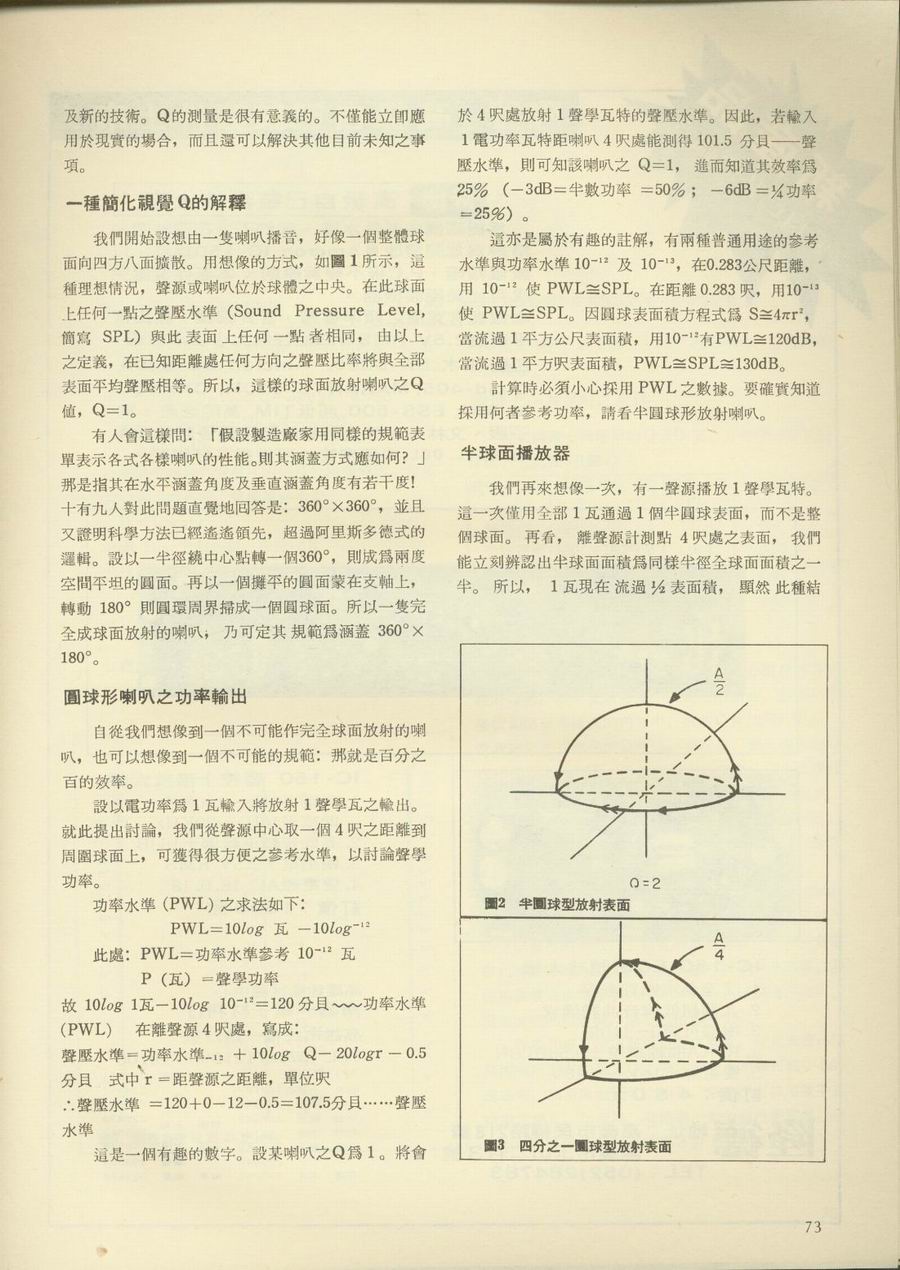 及新的技術。Q的測量是很有意義的。不僅能立卽應
用於現實的場合，而且還可以解決其他目前未知之事
項。
一種簡化視覺Q的解釋
我們開始設想由一隻喇叭播音，好像一個整體球
面向四方八面擴散。用想像的方式，如圖1所示，這
種理想情況，聲源或喇叭位於球體之中央。在此球面
上任何一點之聲壓水準 (Sound Pressure Level,
簡寫 SPL) 與此 表面 上任何 一點 者相同， 由以上
之定義，在已知距離處任何方向之聲壓比率將與全部
表面平均聲壓相等。所以，這樣的球面放射喇叭之Q
値，Q=1。
有人會這樣問：「假設製造廠家用同樣的規範表
單表示各式各樣喇叭的性能。則其涵蓋方式應如何？」
那是指其在水平涵蓋角度及垂直涵蓋角度有若干度！
十有九人對此問題直覺地回答是：360°×360°，並且
又證明科學方法已經遙遙領先，超過阿里斯多德式的
邏輯。設以一半徑繞中心點轉一個360°，則成爲兩度
空間平坦的圓面。再以一個攤平的圓面蒙在支軸上，
轉動 180° 則圓環周界掃成一個圓球面。所以一隻完
全成球面放射的喇叭， 乃可定其 規範爲涵蓋 360°×
180°。
圓球形喇叭之功率輸出
自從我們想像到一個不可能作完全球面放射的喇
叭，也可以想像到一個不可能的規範：那就是百分之
百的效率。
設以電功率爲 1 瓦輸入將放射 1 聲學瓦之輸出。
就此提出討論，我們從聲源中心取一個 4 呎之距離到
周圍球面上，可獲得很方便之參考水準，以討論聲學
功率。
功率水準 (PWL) 之求法如下：
PWL=10log 瓦 −10log⁻¹²
此處：PWL=功率水準參考 10⁻¹² 瓦
P（瓦）=聲學功率
故 10log 1瓦−10log 10⁻¹²=120 分貝～～功率水準
(PWL) 在離聲源 4 呎處，寫成：
聲壓水準=功率水準₋₁₂ + 10log Q− 20logr − 0.5
分貝 式中 r =距聲源之距離，單位呎
∴聲壓水準 =120+0−12−0.5=107.5分貝……聲壓
水準
這是一個有趣的數字。設某喇叭之Q爲 1 。將會
於 4 呎處放射 1 聲學瓦特的聲壓水準。因此，若輸入
1 電功率瓦特距喇叭 4 呎處能測得 101.5 分貝——聲
壓水準，則可知該喇叭之 Q=1， 進而知道其效率爲
25% （−3dB=半數功率 =50%； −6dB =¼功率
=25%）。
這亦是屬於有趣的註解，有兩種普通用途的參考
水準與功率水準 10⁻¹² 及 10⁻¹³，在0.283公尺距離，
用 10⁻¹² 使 PWL≅SPL。在距離 0.283 呎，用10⁻¹³
使 PWL≅SPL。因圓球表面積方程式爲 S≅4πr²，
當流過 1 平方公尺表面積，用10⁻¹²有PWL≅120dB，
當流過 1 平方呎表面積，PWL≅SPL≅130dB。
計算時必須小心採用 PWL 之數據。要確實知道
採用何者參考功率，請看半圓球形放射喇叭。
半球面播放器
我們再來想像一次，有一聲源播放 1 聲學瓦特。
這一次僅用全部 1 瓦通過 1 個半圓球表面，而不是整
個球面。 再看， 離聲源計測點 4 呎處之表面， 我們
能立刻辨認出半球面面積爲同樣半徑全球面面積之一
半。 所以， 1 瓦現在 流過 ½ 表面積， 顯然 此種結
A
2
Q=2
圖2 半圓球型放射表面
A
4
圖3 四分之一圓球型放射表面
73